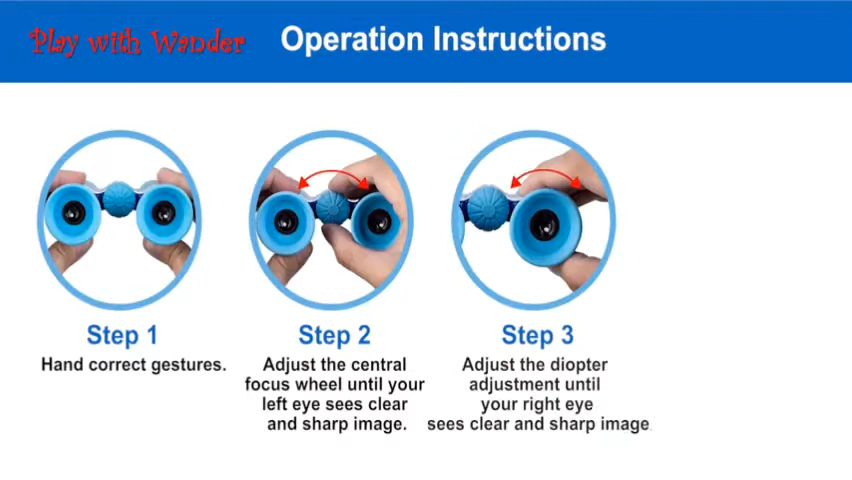 Play with Wander
Operation Instructions
Step 1
Hand correct gestures.
Step 2
Adjust the central
focus wheel until your
left eye sees clear
and sharp image.
Step 3
Adjust the diopter
adjustment until
your right eye
sees clear and sharp image